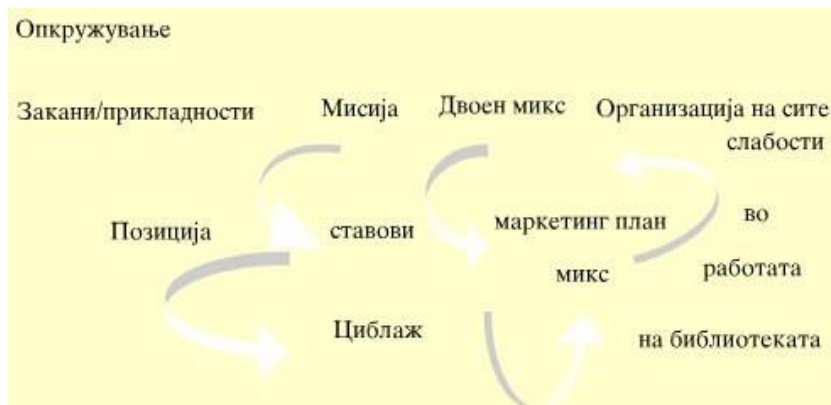 Опкружување
Закани/прикладности Мисија Двоен микс Организација на сите
слабости
Позиција ставови маркетинг план во
микс работата
Циблаж на библиотеката